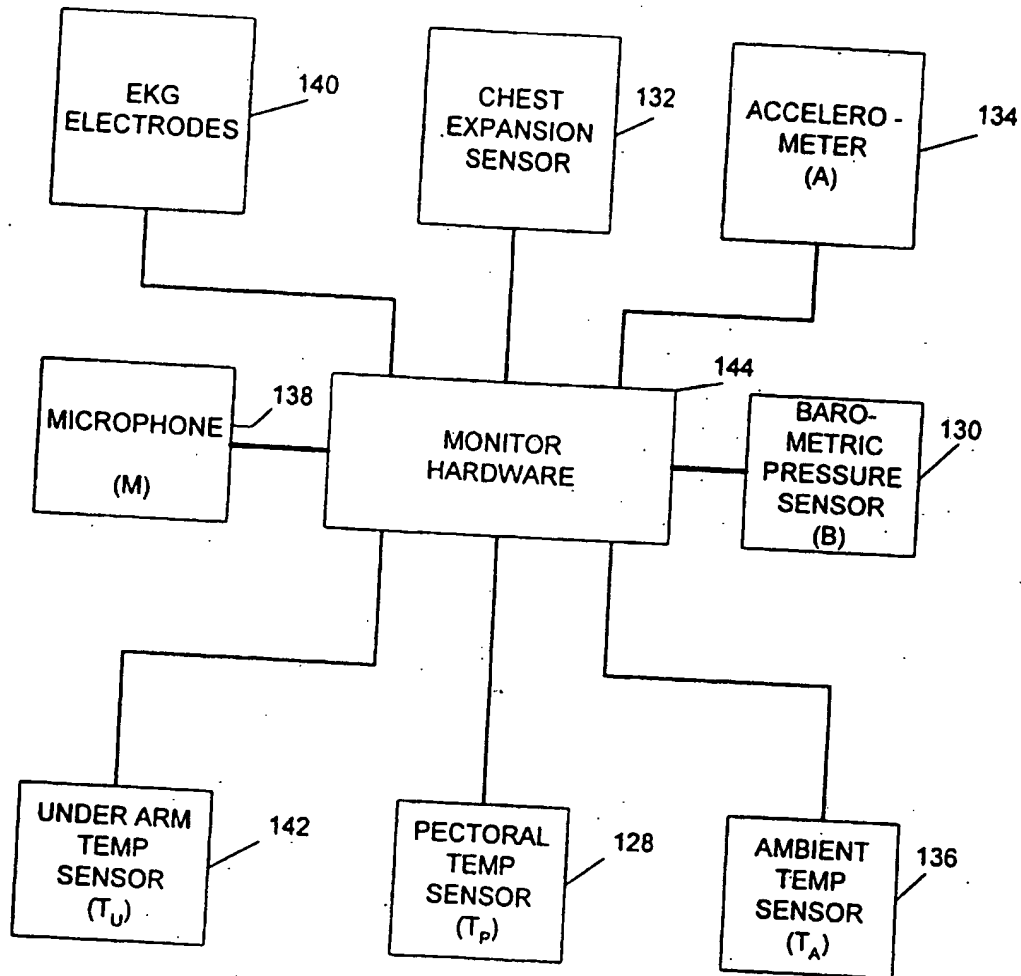 EKG
ELECTRODES
140
CHEST
EXPANSION
SENSOR
132
ACCELERO -
METER
(A)
134
MICROPHONE
(M)
138
MONITOR
HARDWARE
144
BARO-
METRIC
PRESSURE
SENSOR
(B)
130
UNDER ARM
TEMP
SENSOR
(TU)
142
PECTORAL
TEMP
SENSOR
(TP)
128
AMBIENT
TEMP
SENSOR
(TA)
136